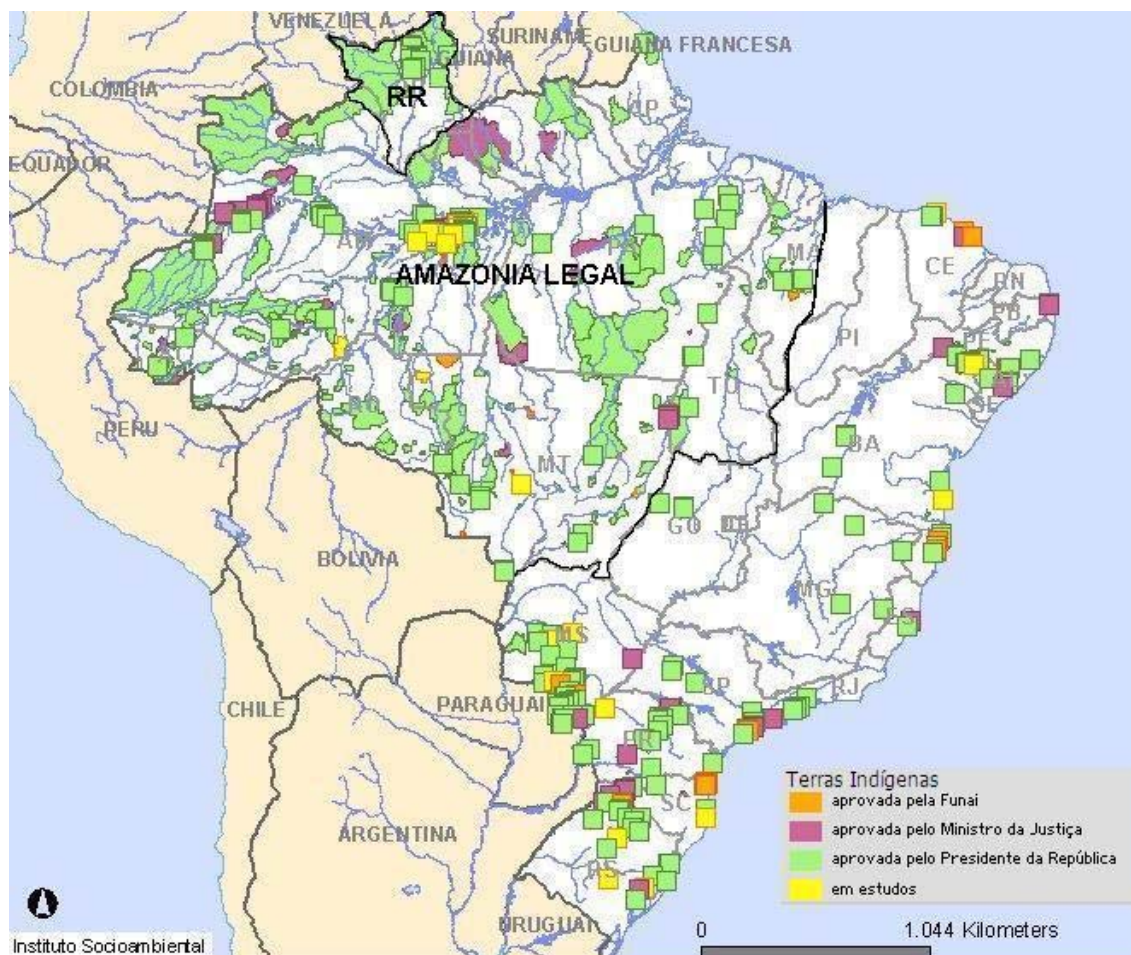 VENEZUELA
SURINAME
GUIANA FRANCESA
GUIANA
COLOMBIA
RR
AP
EQUADOR
AM
PA
MA
CE
AMAZONIA LEGAL
RN
PB
PI
PE
TO
SE
PERU
RO
BA
MT
GO
DF
BOLIVIA
MG
ES
MS
SP
RJ
PARAGUAI
CHILE
PR
SC
ARGENTINA
RS
URUGUAI
Terras Indígenas
aprovada pela Funai
aprovada pelo Ministro da Justiça
aprovada pelo Presidente da República
em estudos
0 1.044 Kilometers
Instituto Socioambiental